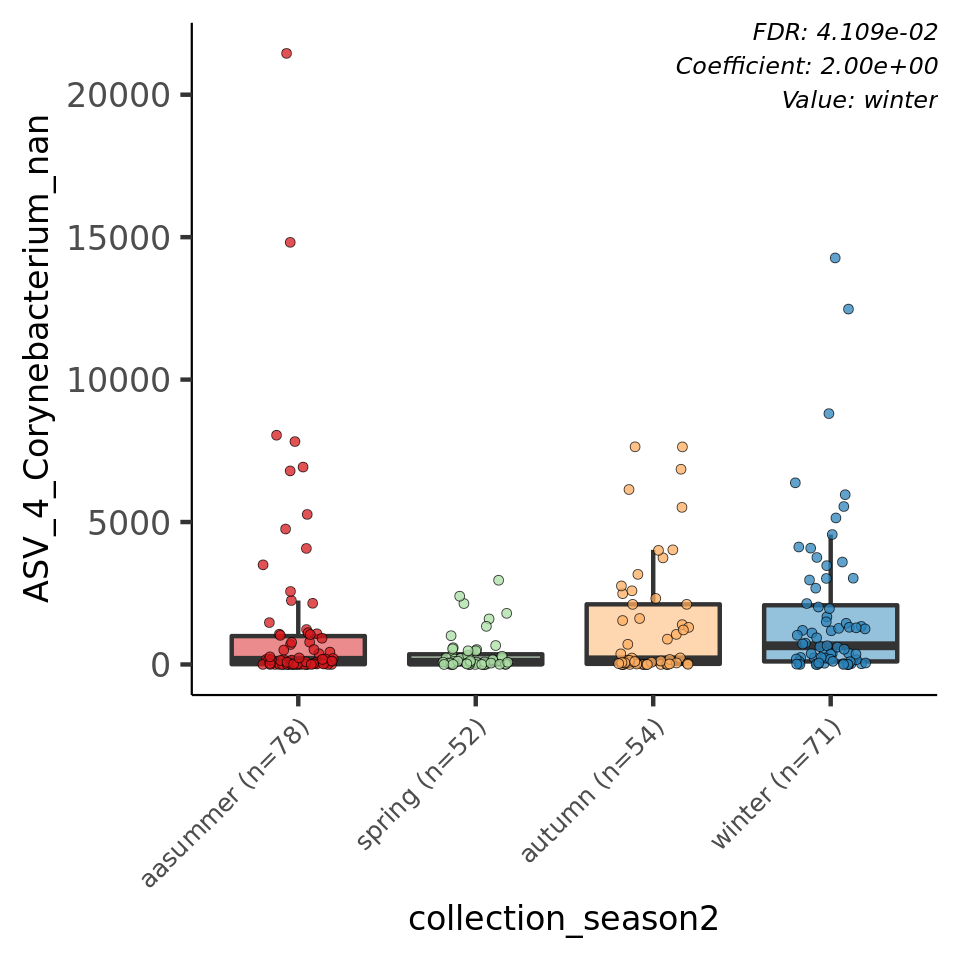 FDR: 4.109e-02
Coefficient: 2.00e+00
Value: winter
ASV_4_Corynebacterium_nan
20000
15000
10000
5000
0
aasummer (n=78)
spring (n=52)
autumn (n=54)
winter (n=71)
collection_season2